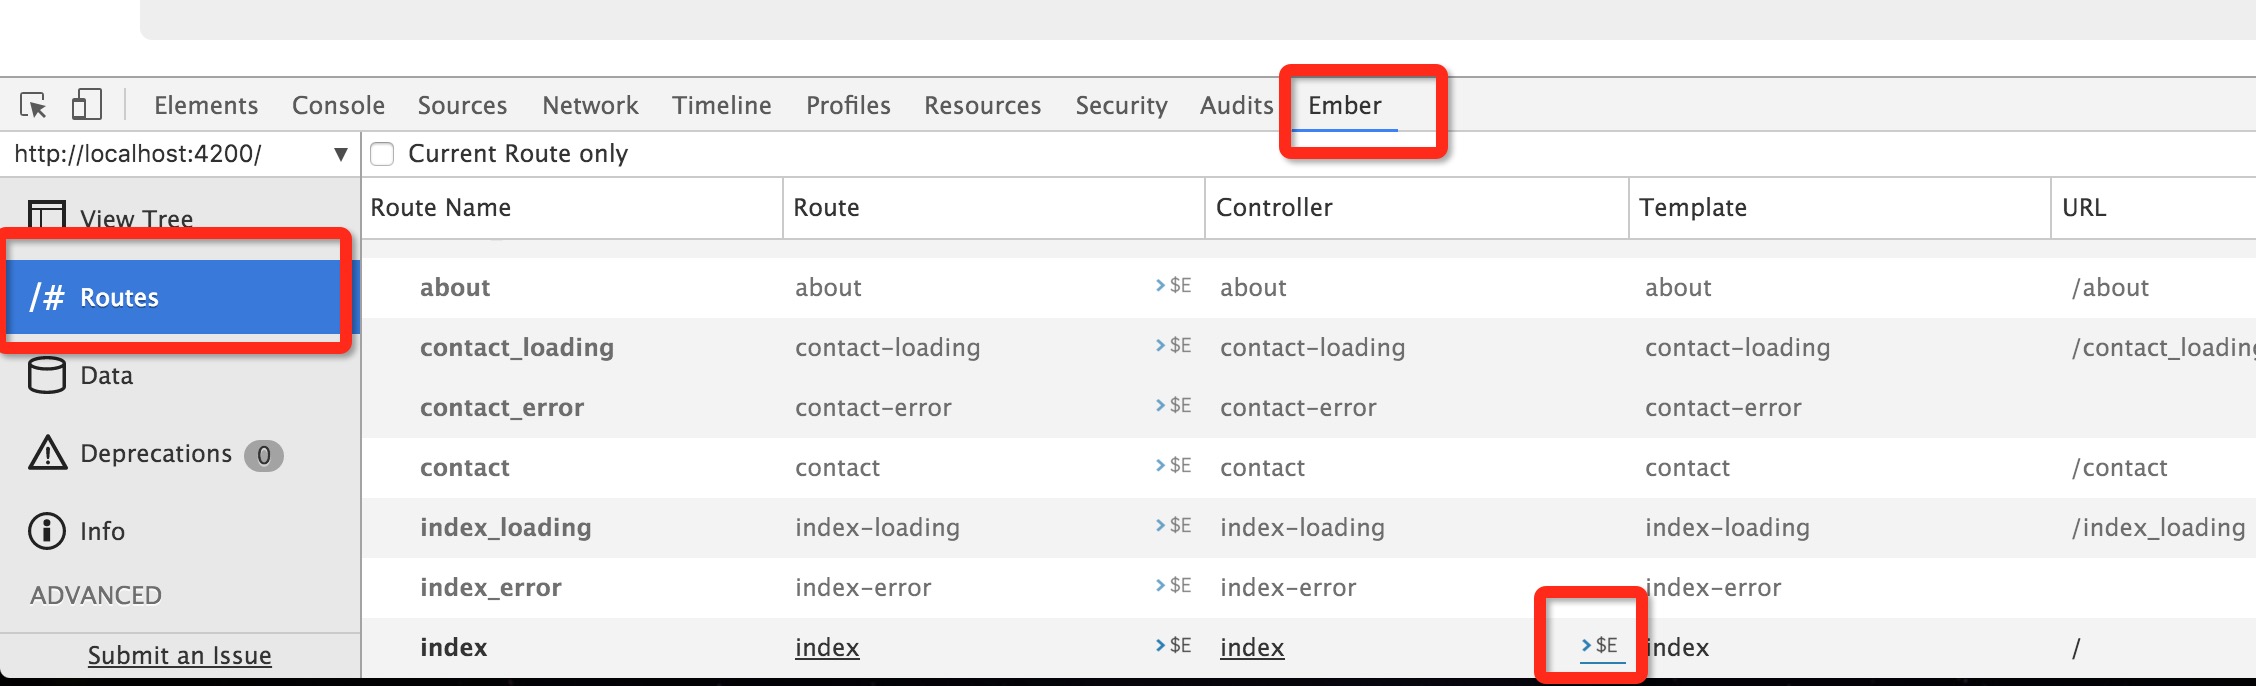 Elements Console Sources Network Timeline Profiles Resources Security Audits Ember
http://localhost:4200/ ▼ Current Route only
View Tree
/# Routes
Data
Deprecations 0
Info
ADVANCED
Submit an Issue
Route Name Route Controller Template URL
about about >$E about about /about
contact_loading contact-loading >$E contact-loading contact-loading /contact_loading
contact_error contact-error >$E contact-error contact-error
contact contact >$E contact contact /contact
index_loading index-loading >$E index-loading index-loading /index_loading
index_error index-error >$E index-error index-error
index index >$E index >$E index /